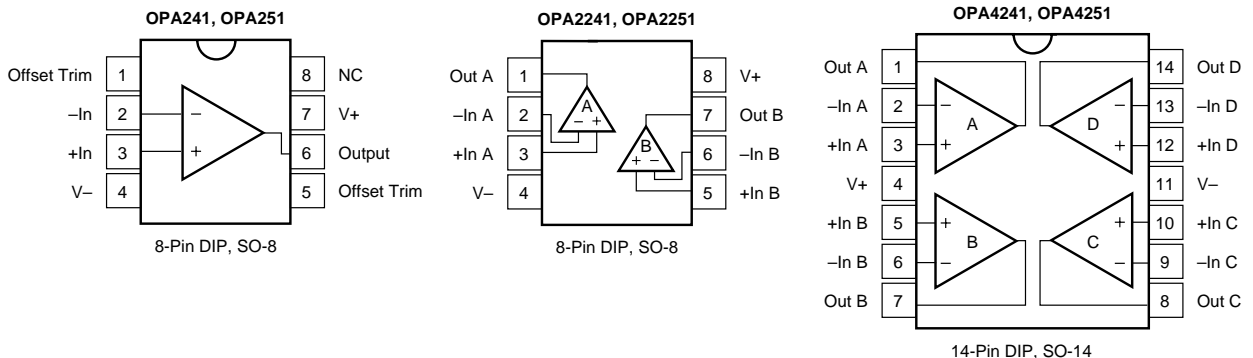 OPA241, OPA251
Offset Trim 1 8 NC
–In 2 – 7 V+
+In 3 + 6 Output
V– 4 5 Offset Trim
8-Pin DIP, SO-8
OPA2241, OPA2251
Out A 1 8 V+
–In A 2 A – + 7 Out B
+In A 3 B + – 6 –In B
V– 4 5 +In B
8-Pin DIP, SO-8
OPA4241, OPA4251
Out A 1 14 Out D
–In A 2 – – 13 –In D
A D
+In A 3 + + 12 +In D
V+ 4 11 V–
+In B 5 + + 10 +In C
B C
–In B 6 – – 9 –In C
Out B 7 8 Out C
14-Pin DIP, SO-14